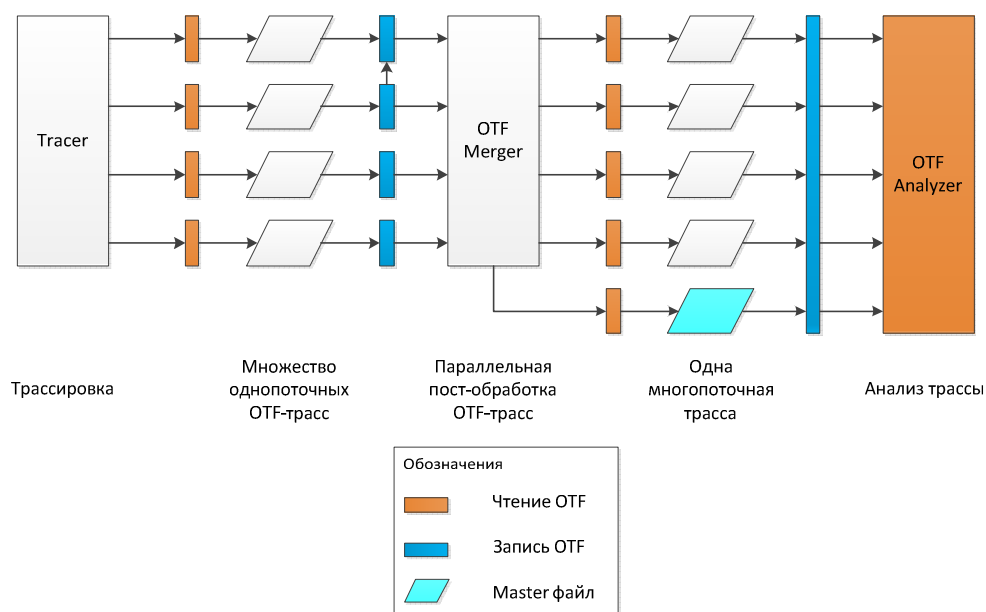 Tracer
OTF
Merger
OTF
Analyzer
Трассировка
Множество
однопоточных
OTF-трасс
Параллельная
пост-обработка
OTF-трасс
Одна
многопоточная
трасса
Анализ трассы
Обозначения
Чтение OTF
Запись OTF
Master файл